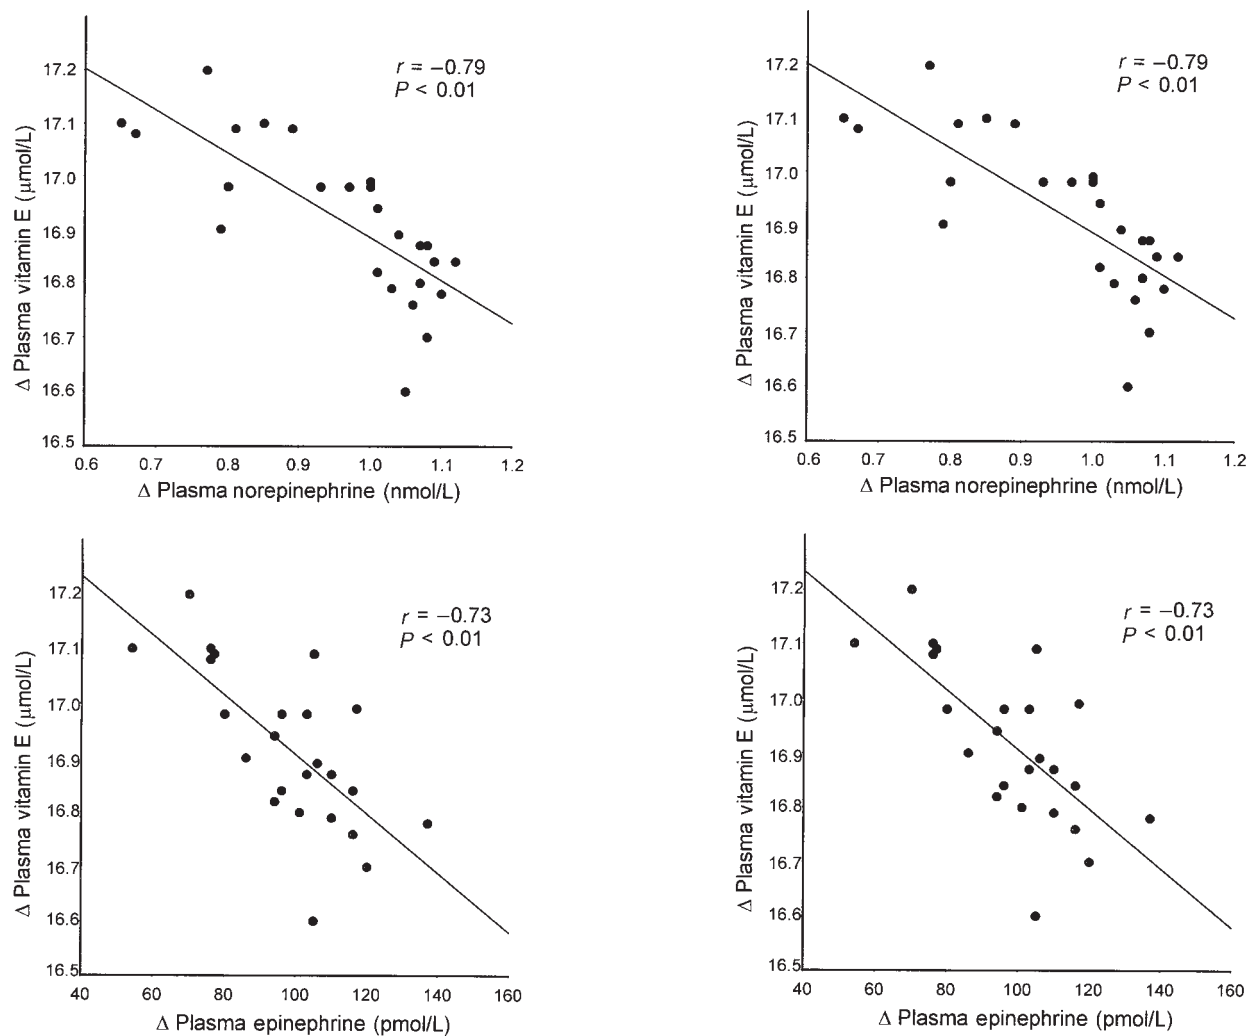 r = −0.79
P < 0.01
Δ Plasma vitamin E (μmol/L)
17.2
17.1
17.0
16.9
16.8
16.7
16.6
16.5
0.6 0.7 0.8 0.9 1.0 1.1 1.2
Δ Plasma norepinephrine (nmol/L)
r = −0.79
P < 0.01
Δ Plasma vitamin E (μmol/L)
17.2
17.1
17.0
16.9
16.8
16.7
16.6
16.5
0.6 0.7 0.8 0.9 1.0 1.1 1.2
Δ Plasma norepinephrine (nmol/L)
r = −0.73
P < 0.01
Δ Plasma vitamin E (μmol/L)
17.2
17.1
17.0
16.9
16.8
16.7
16.6
16.5
40 60 80 100 120 140 160
Δ Plasma epinephrine (pmol/L)
r = −0.73
P < 0.01
Δ Plasma vitamin E (μmol/L)
17.2
17.1
17.0
16.9
16.8
16.7
16.6
16.5
40 60 80 100 120 140 160
Δ Plasma epinephrine (pmol/L)